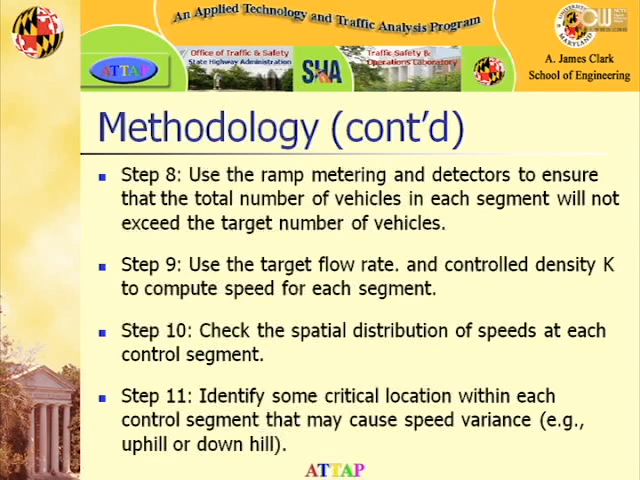 An Applied Technology and Traffic Analysis Program
ATTAP
Office of Traffic & Safety
State Highway Administration
SHA
Traffic Safety &
Operations Laboratory
A. James Clark
School of Engineering
Methodology (cont'd)
Step 8: Use the ramp metering and detectors to ensure
that the total number of vehicles in each segment will not
exceed the target number of vehicles.
Step 9: Use the target flow rate. and controlled density K
to compute speed for each segment.
Step 10: Check the spatial distribution of speeds at each
control segment.
Step 11: Identify some critical location within each
control segment that may cause speed variance (e.g.,
uphill or down hill).
ATTAP